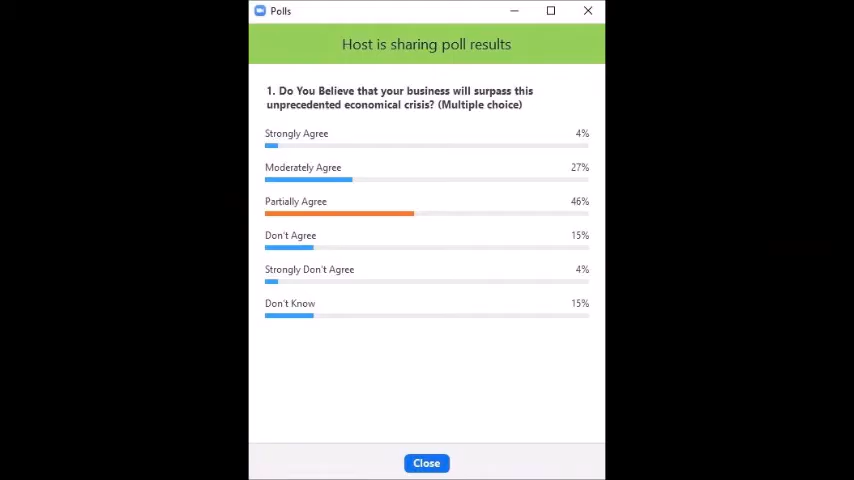 Polls
Host is sharing poll results
1. Do You Believe that your business will surpass this
unprecedented economical crisis? (Multiple choice)
Strongly Agree 4%
Moderately Agree 27%
Partially Agree 46%
Don't Agree 15%
Strongly Don't Agree 4%
Don't Know 15%
Close